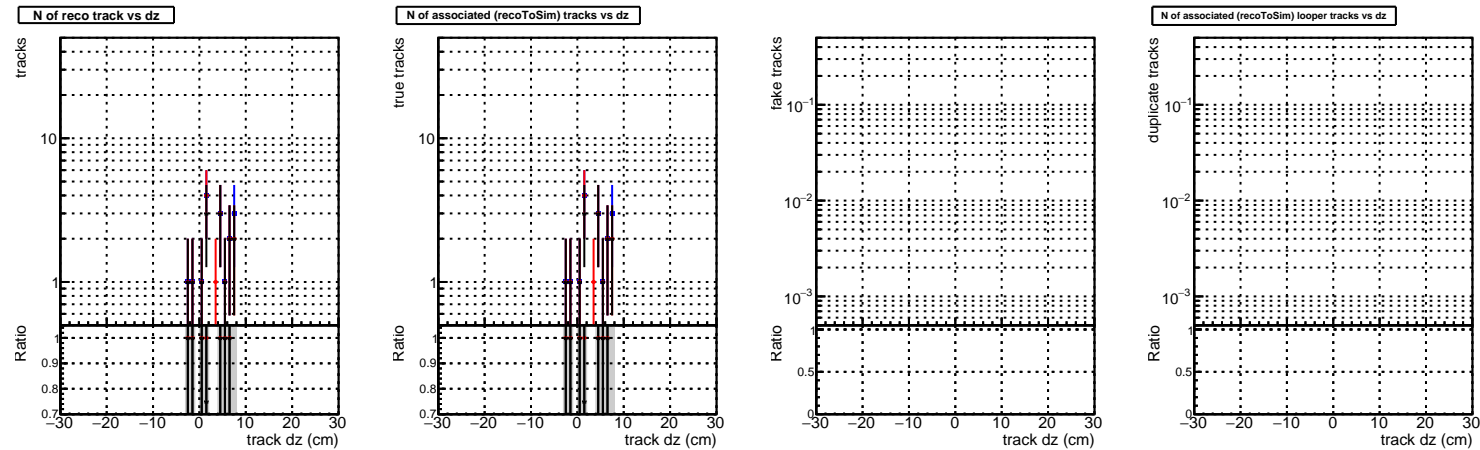 N of reco track vs dz
tracks
10
1
Ratio
1
0.9
0.8
0.7
−30 −20 −10 0 10 20 30
track dz (cm)
N of associated (recoToSim) tracks vs dz
true tracks
10
1
Ratio
1
0.9
0.8
0.7
−30 −20 −10 0 10 20 30
track dz (cm)
fake tracks
10−1
10−2
10−3
Ratio
1
0.5
0
−30 −20 −10 0 10 20 30
track dz (cm)
N of associated (recoToSim) looper tracks vs dz
duplicate tracks
10−1
10−2
10−3
Ratio
1
0.5
0
−30 −20 −10 0 10 20 30
track dz (cm)